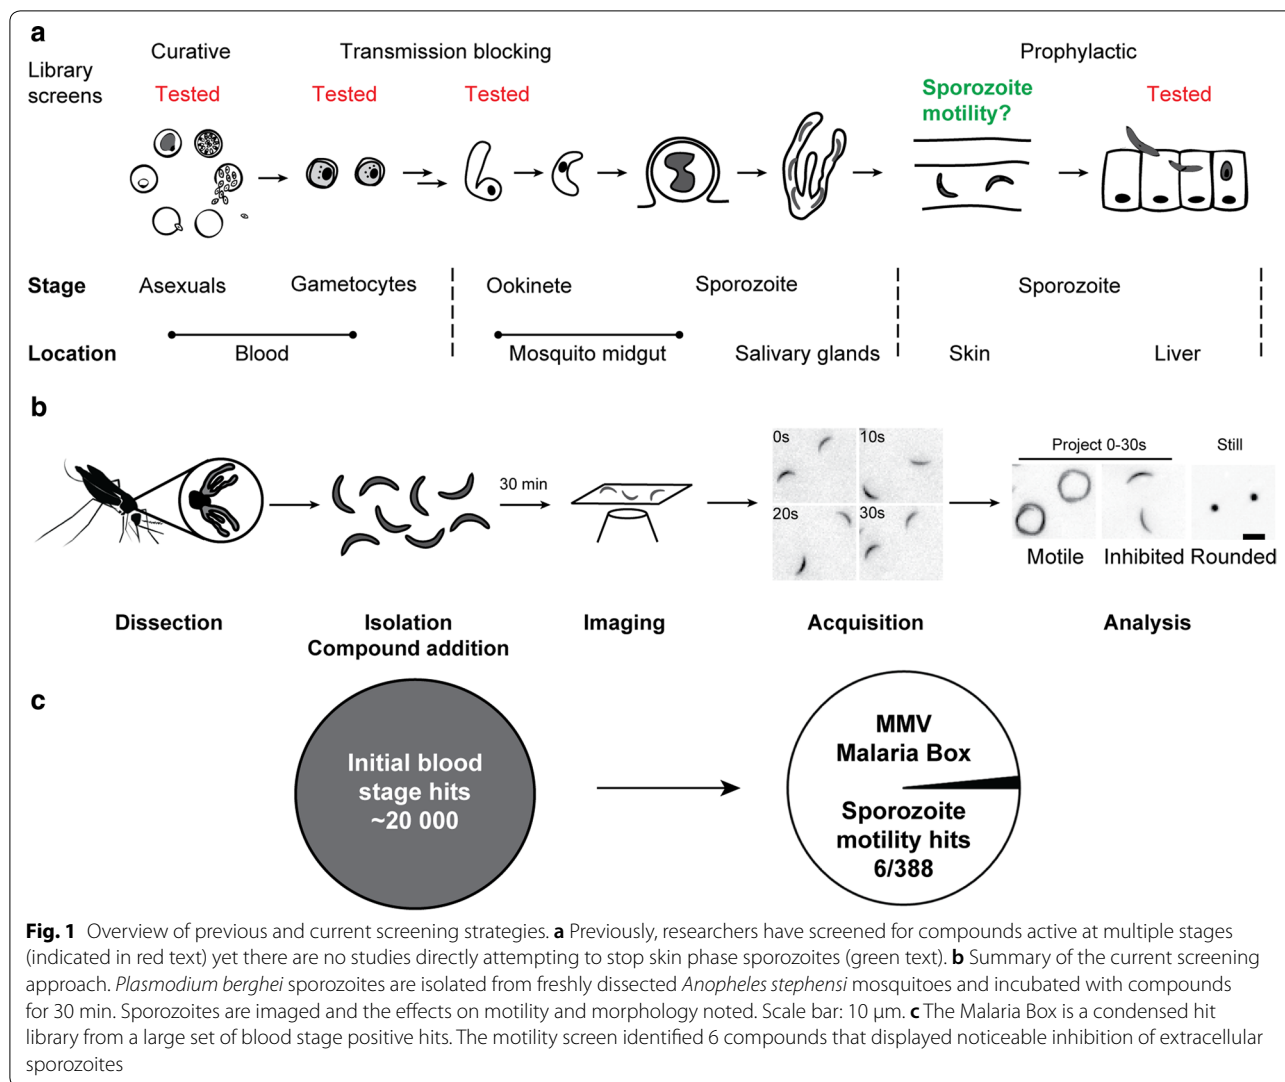 a
Curative Transmission blocking Prophylactic
Library
screens
Tested Tested Tested Sporozoite
motility? Tested
Stage Asexuals Gametocytes Ookinete Sporozoite Sporozoite
Location Blood Mosquito midgut Salivary glands Skin Liver
b
0s 10s
20s 30s
30 min
Project 0-30s Still
Motile Inhibited Rounded
Dissection Isolation
Compound addition Imaging Acquisition Analysis
c
Initial blood
stage hits
~20 000
MMV
Malaria Box
Sporozoite
motility hits
6/388
Fig. 1 Overview of previous and current screening strategies. a Previously, researchers have screened for compounds active at multiple stages
(indicated in red text) yet there are no studies directly attempting to stop skin phase sporozoites (green text). b Summary of the current screening
approach. Plasmodium berghei sporozoites are isolated from freshly dissected Anopheles stephensi mosquitoes and incubated with compounds
for 30 min. Sporozoites are imaged and the effects on motility and morphology noted. Scale bar: 10 μm. c The Malaria Box is a condensed hit
library from a large set of blood stage positive hits. The motility screen identified 6 compounds that displayed noticeable inhibition of extracellular
sporozoites